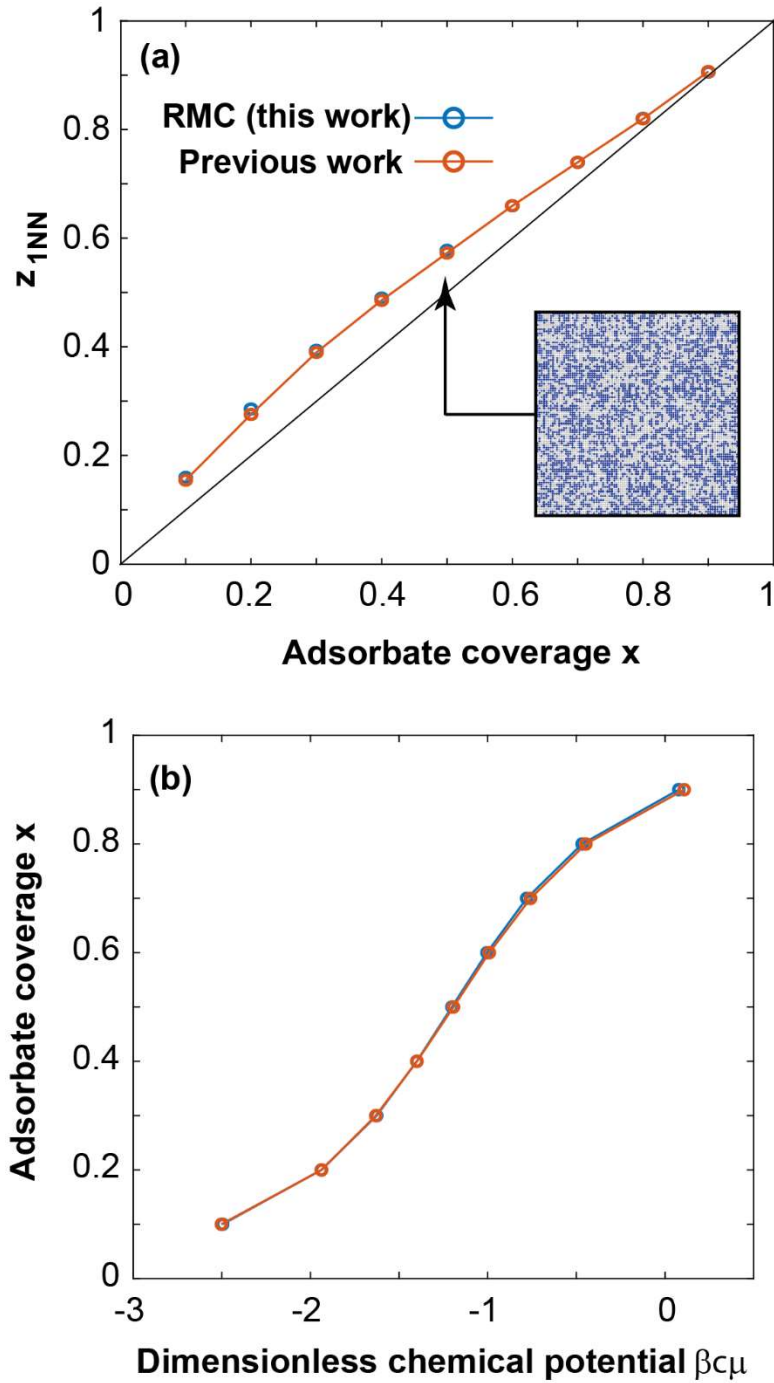 1
(a)
RMC (this work)
Previous work
0.8
0.6
z1NN
0.4
0.2
0
0 0.2 0.4 0.6 0.8 1
Adsorbate coverage x
1
(b)
0.8
0.6
Adsorbate coverage x
0.4
0.2
0
-3 -2 -1 0
Dimensionless chemical potential βcμ